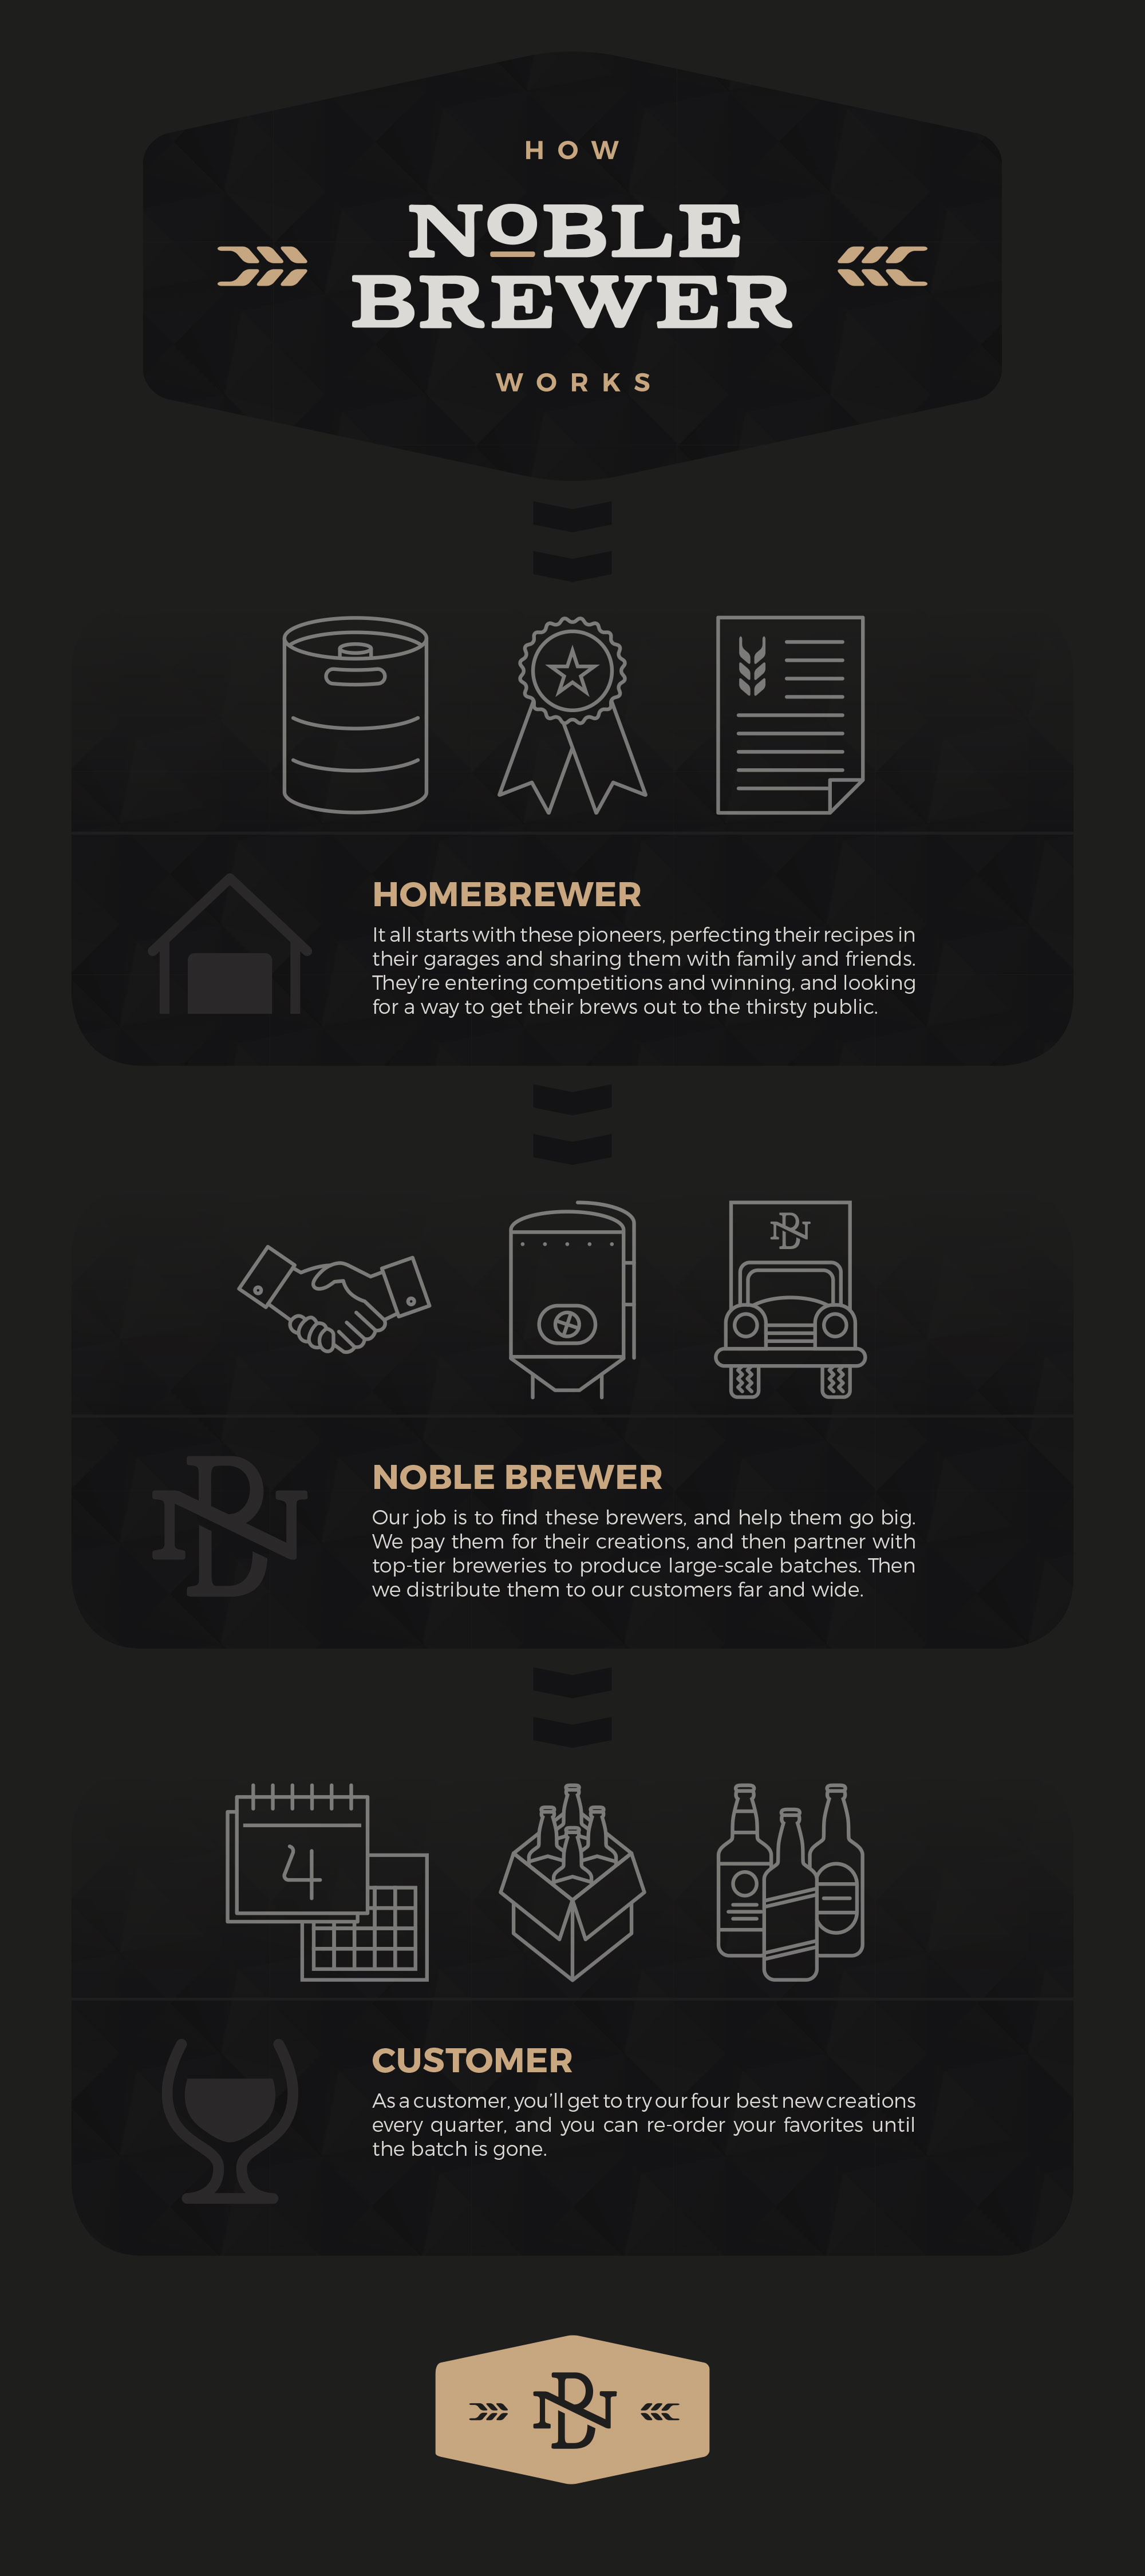 HOW
NOBLE
BREWER
WORKS
HOMEBREWER
It all starts with these pioneers, perfecting their recipes in
their garages and sharing them with family and friends.
They're entering competitions and winning, and looking
for a way to get their brews out to the thirsty public.
NB
NOBLE BREWER
Our job is to find these brewers, and help them go big.
We pay them for their creations, and then partner with
top-tier breweries to produce large-scale batches. Then
we distribute them to our customers far and wide.
NB
4
CUSTOMER
As a customer, you'll get to try our four best new creations
every quarter, and you can re-order your favorites until
the batch is gone.
NB